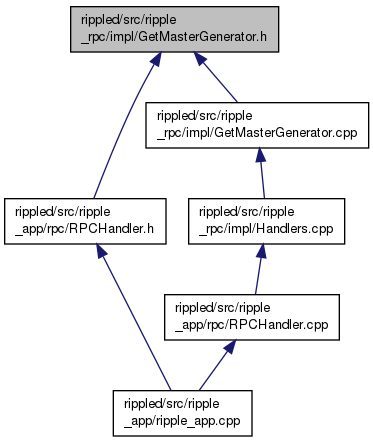 rippled/src/ripple
_rpc/impl/GetMasterGenerator.h
rippled/src/ripple
_rpc/impl/GetMasterGenerator.cpp
rippled/src/ripple
_app/rpc/RPCHandler.h
rippled/src/ripple
_rpc/impl/Handlers.cpp
rippled/src/ripple
_app/rpc/RPCHandler.cpp
rippled/src/ripple
_app/ripple_app.cpp